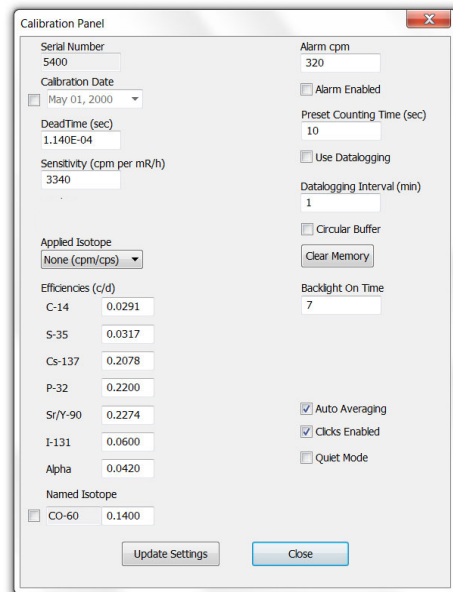 Calibration Panel
Serial Number
5400
Calibration Date
May 01, 2000
DeadTime (sec)
1.140E-04
Sensitivity (cpm per mR/h)
3340
Applied Isotope
None (cpm/cps)
Efficiencies (c/d)
C-14 0.0291
S-35 0.0317
Cs-137 0.2078
P-32 0.2200
Sr/Y-90 0.2274
I-131 0.0600
Alpha 0.0420
Named Isotope
CO-60 0.1400
Alarm cpm
320
Alarm Enabled
Preset Counting Time (sec)
10
Use Datalogging
Datalogging Interval (min)
1
Circular Buffer
Clear Memory
Backlight On Time
7
Auto Averaging
Clicks Enabled
Quiet Mode
Update Settings
Close